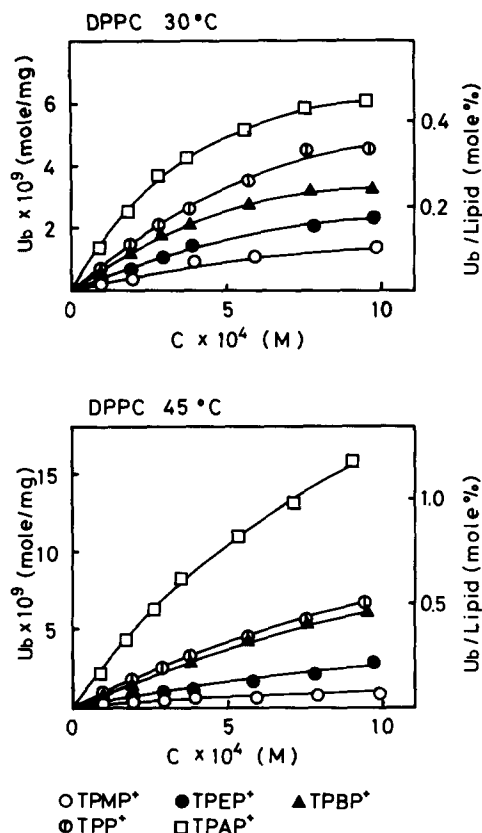 DPPC 30°C
Ub × 10⁹ (mole/mg)
6
4
2
0.4
0.2
Ub/Lipid (mole%)
0 5 10
C × 10⁴ (M)
DPPC 45°C
Ub × 10⁹ (mole/mg)
15
10
5
1.0
0.5
Ub/Lipid (mole%)
0 5 10
C × 10⁴ (M)
TPMP⁺ TPEP⁺ TPBP⁺
TPP⁺ TPAP⁺